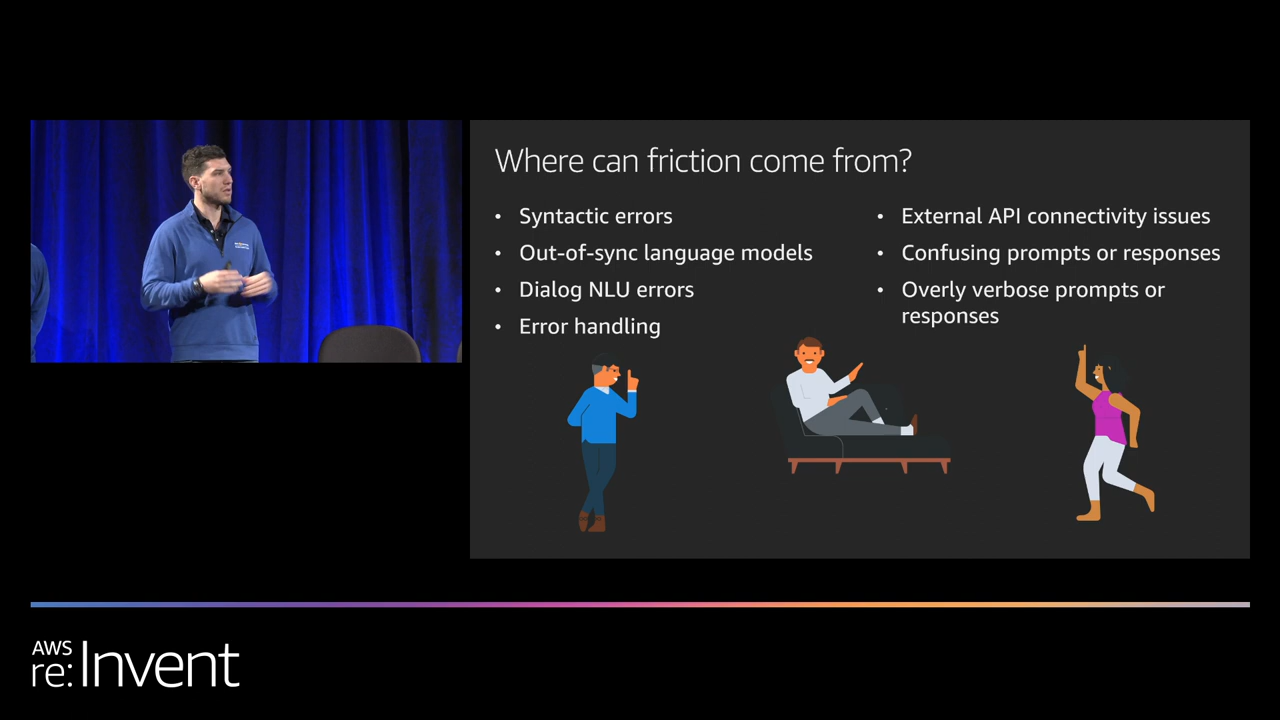 Where can friction come from?
• Syntactic errors
• Out-of-sync language models
• Dialog NLU errors
• Error handling
• External API connectivity issues
• Confusing prompts or responses
• Overly verbose prompts or
responses
AWS
re:Invent